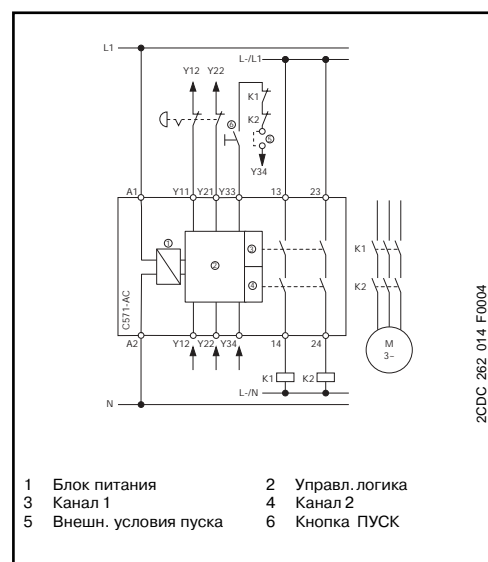 L1
L-/L1
Y12 Y22
K1
K2
6
5
Y34
A1 Y11 Y21 Y33 13 23
1
2
3
4
C571-AC
K1
K2
M
3~
A2 Y12 Y22 Y34 14 24
K1 K2
L-/N
N
2CDC 262 014 F0004
1 Блок питания 2 Управл. логика
3 Канал 1 4 Канал 2
5 Внешн. условия пуска 6 Кнопка ПУСК